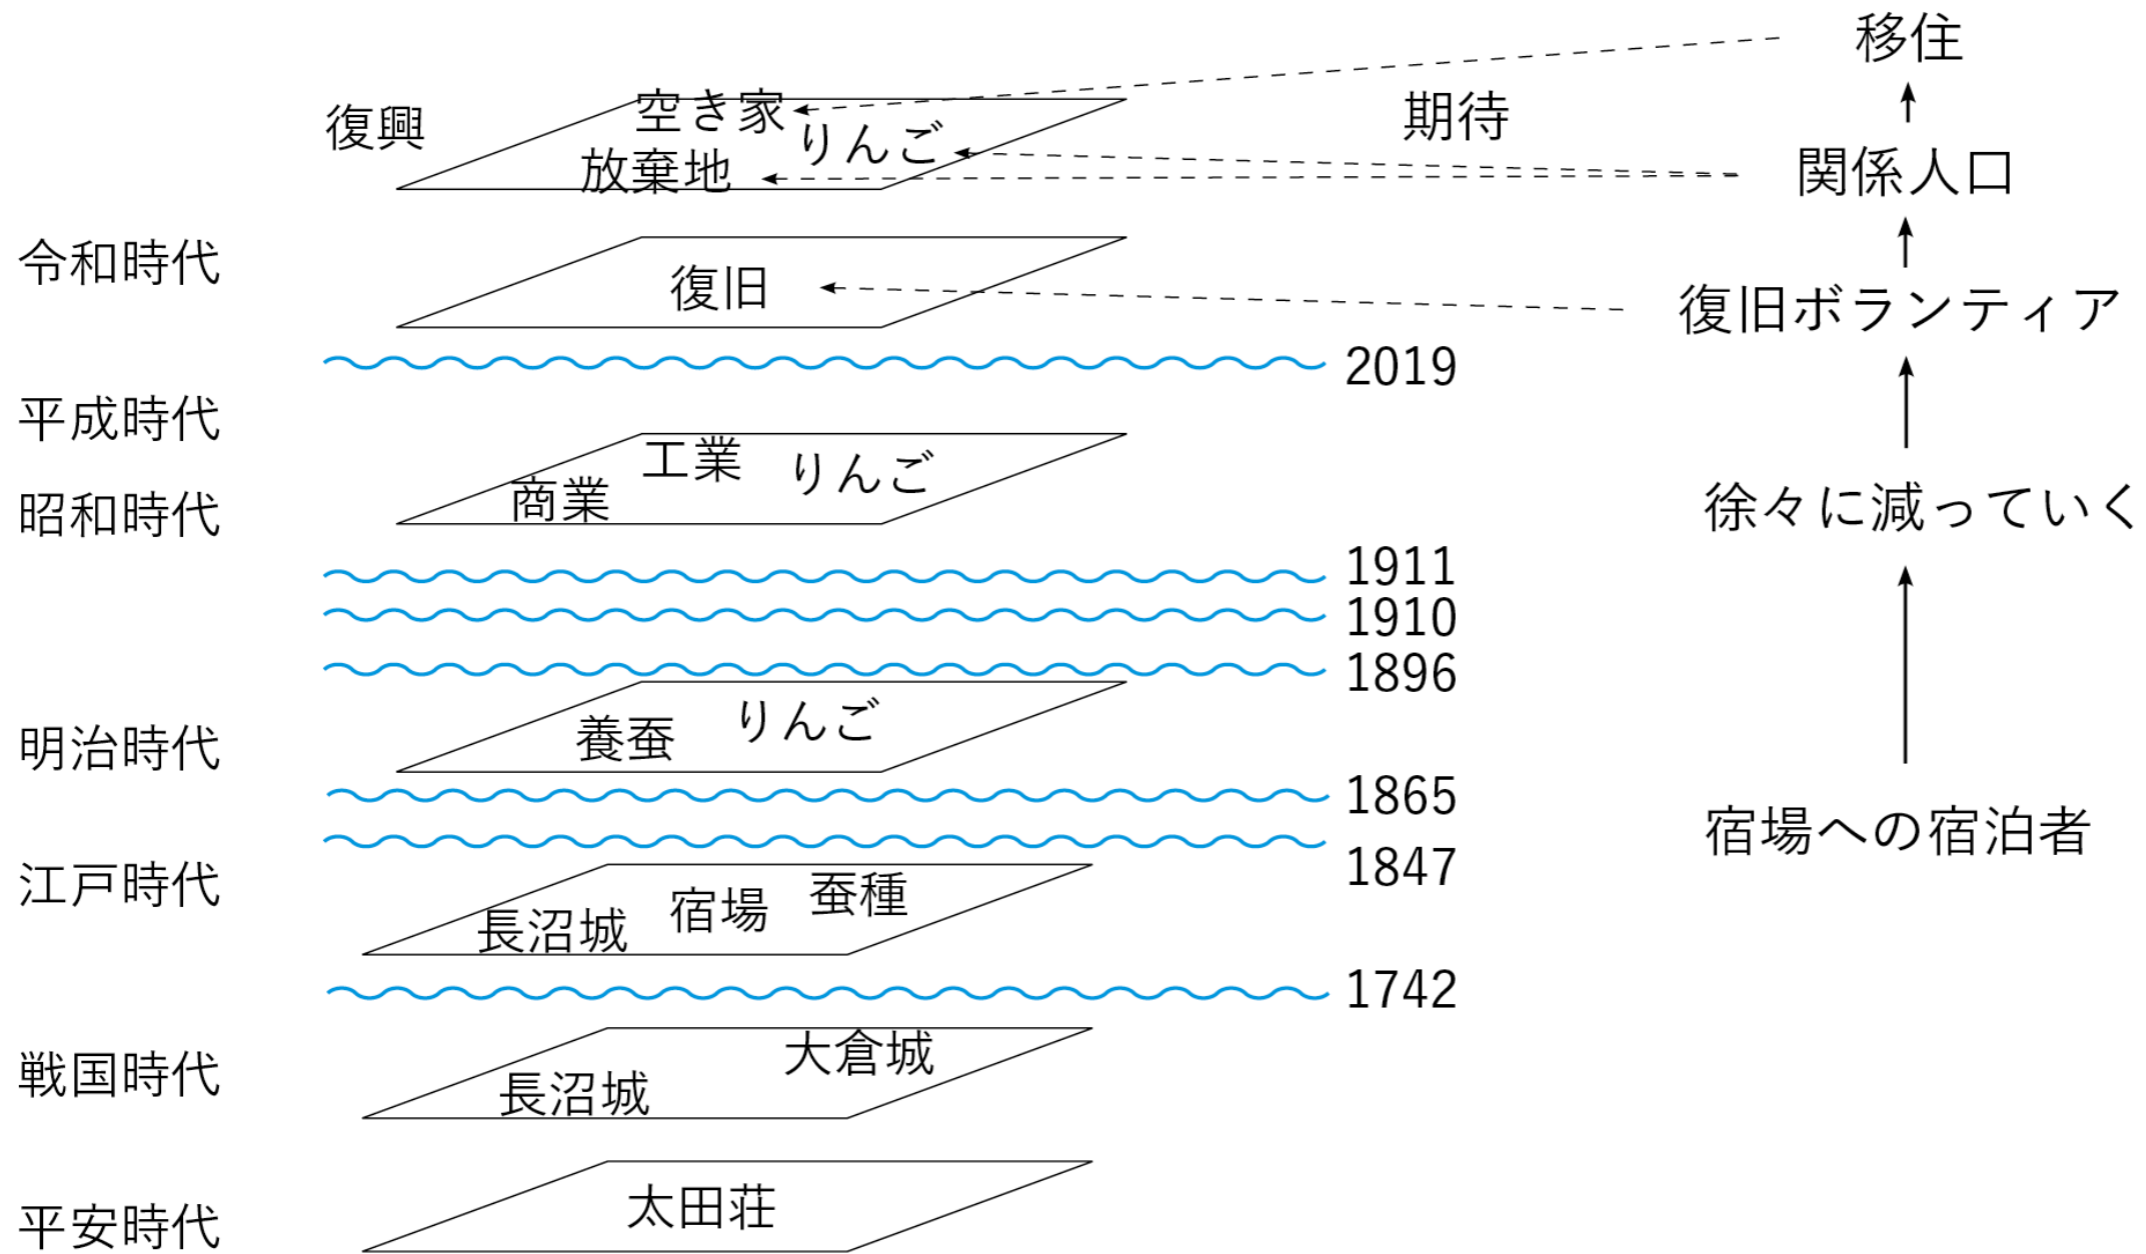 移住
空き家
復興
りんご
期待
放棄地
関係人口
令和時代
復旧
復旧ボランティア
2019
平成時代
工業
りんご
商業
昭和時代
徐々に減っていく
1911
1910
1896
りんご
養蚕
明治時代
1865
宿場への宿泊者
1847
江戸時代
蚕種
宿場
長沼城
1742
大倉城
戦国時代
長沼城
太田荘
平安時代